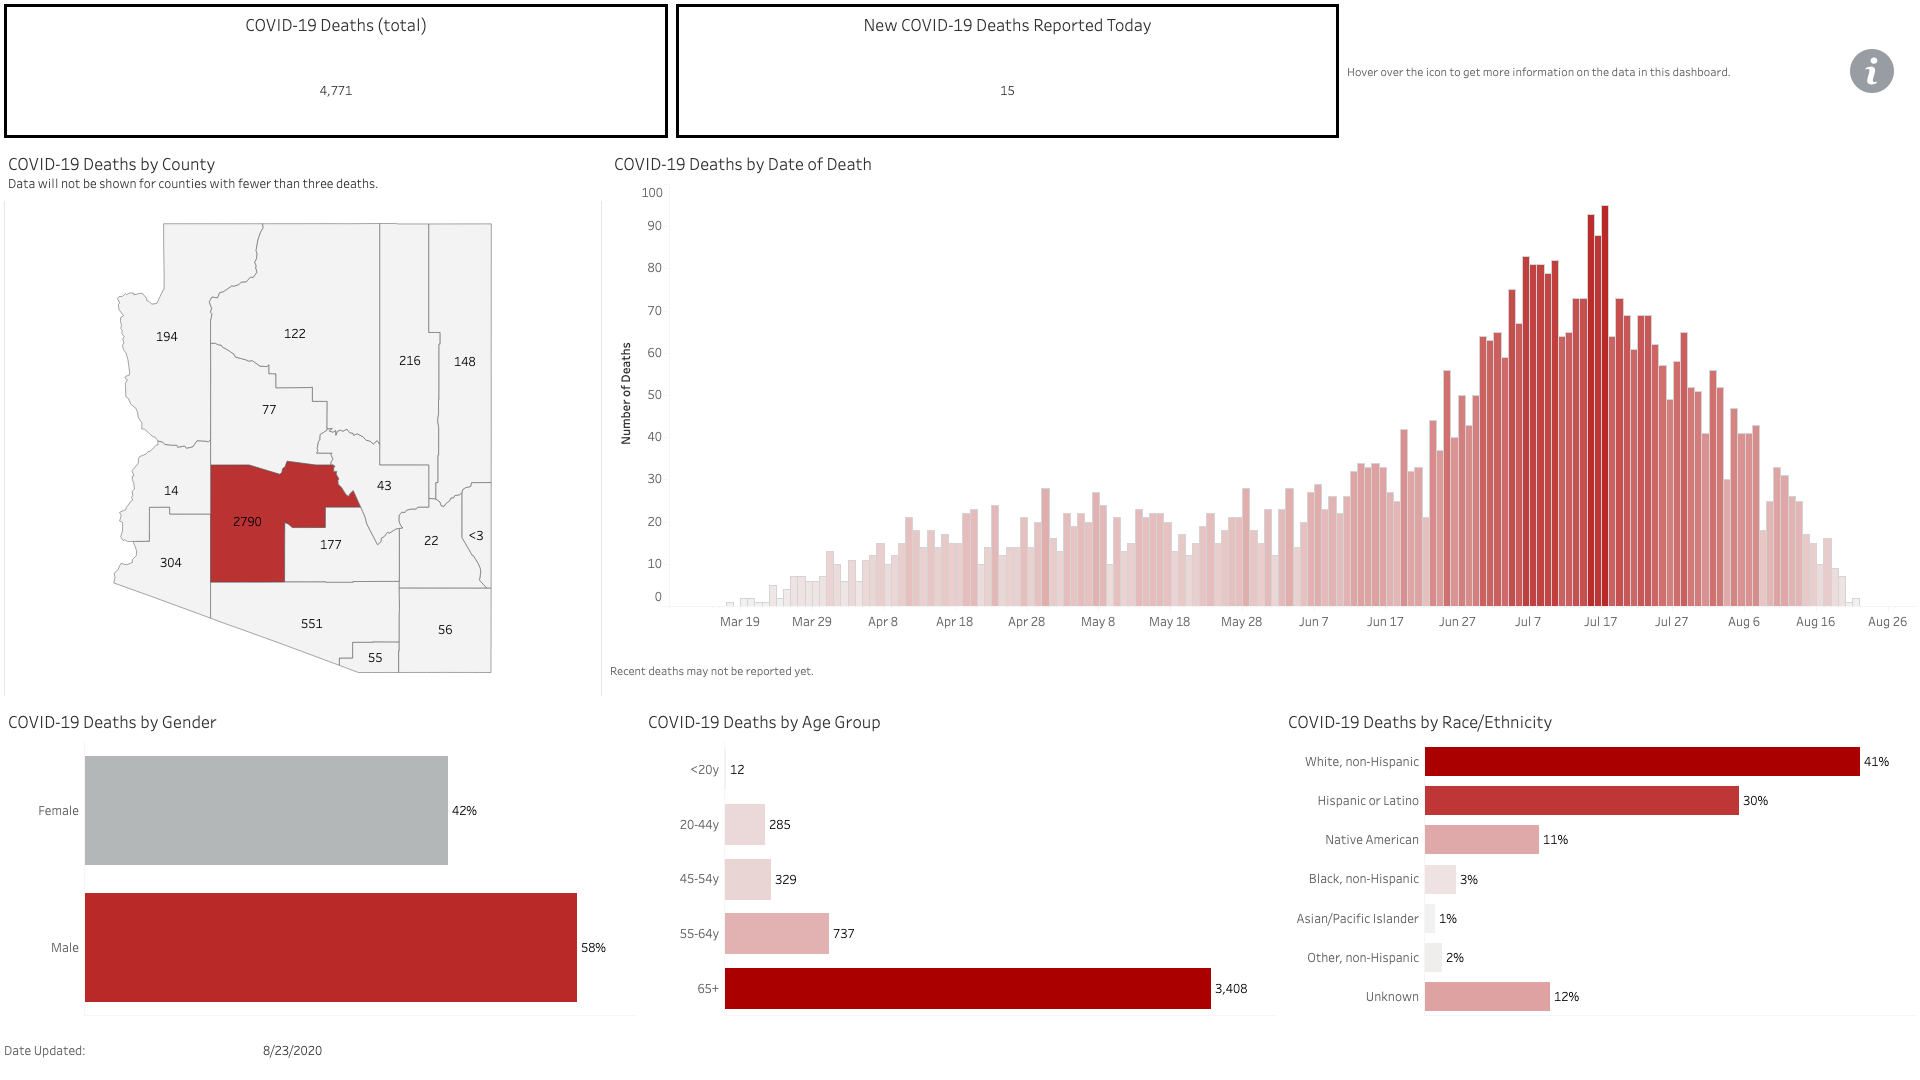 COVID-19 Deaths (total)
4,771
New COVID-19 Deaths Reported Today
15
Hover over the icon to get more information on the data in this dashboard.
i
COVID-19 Deaths by County
Data will not be shown for counties with fewer than three deaths.
194
122
216
148
77
14
43
2790
304
177
22
<3
551
56
55
COVID-19 Deaths by Date of Death
Number of Deaths
100
90
80
70
60
50
40
30
20
10
0
Mar 19
Mar 29
Apr 8
Apr 18
Apr 28
May 8
May 18
May 28
Jun 7
Jun 17
Jun 27
Jul 7
Jul 17
Jul 27
Aug 6
Aug 16
Aug 26
Recent deaths may not be reported yet.
COVID-19 Deaths by Gender
Female
42%
Male
58%
COVID-19 Deaths by Age Group
<20y
12
20-44y
285
45-54y
329
55-64y
737
65+
3,408
COVID-19 Deaths by Race/Ethnicity
White, non-Hispanic
41%
Hispanic or Latino
30%
Native American
11%
Black, non-Hispanic
3%
Asian/Pacific Islander
1%
Other, non-Hispanic
2%
Unknown
12%
Date Updated:
8/23/2020